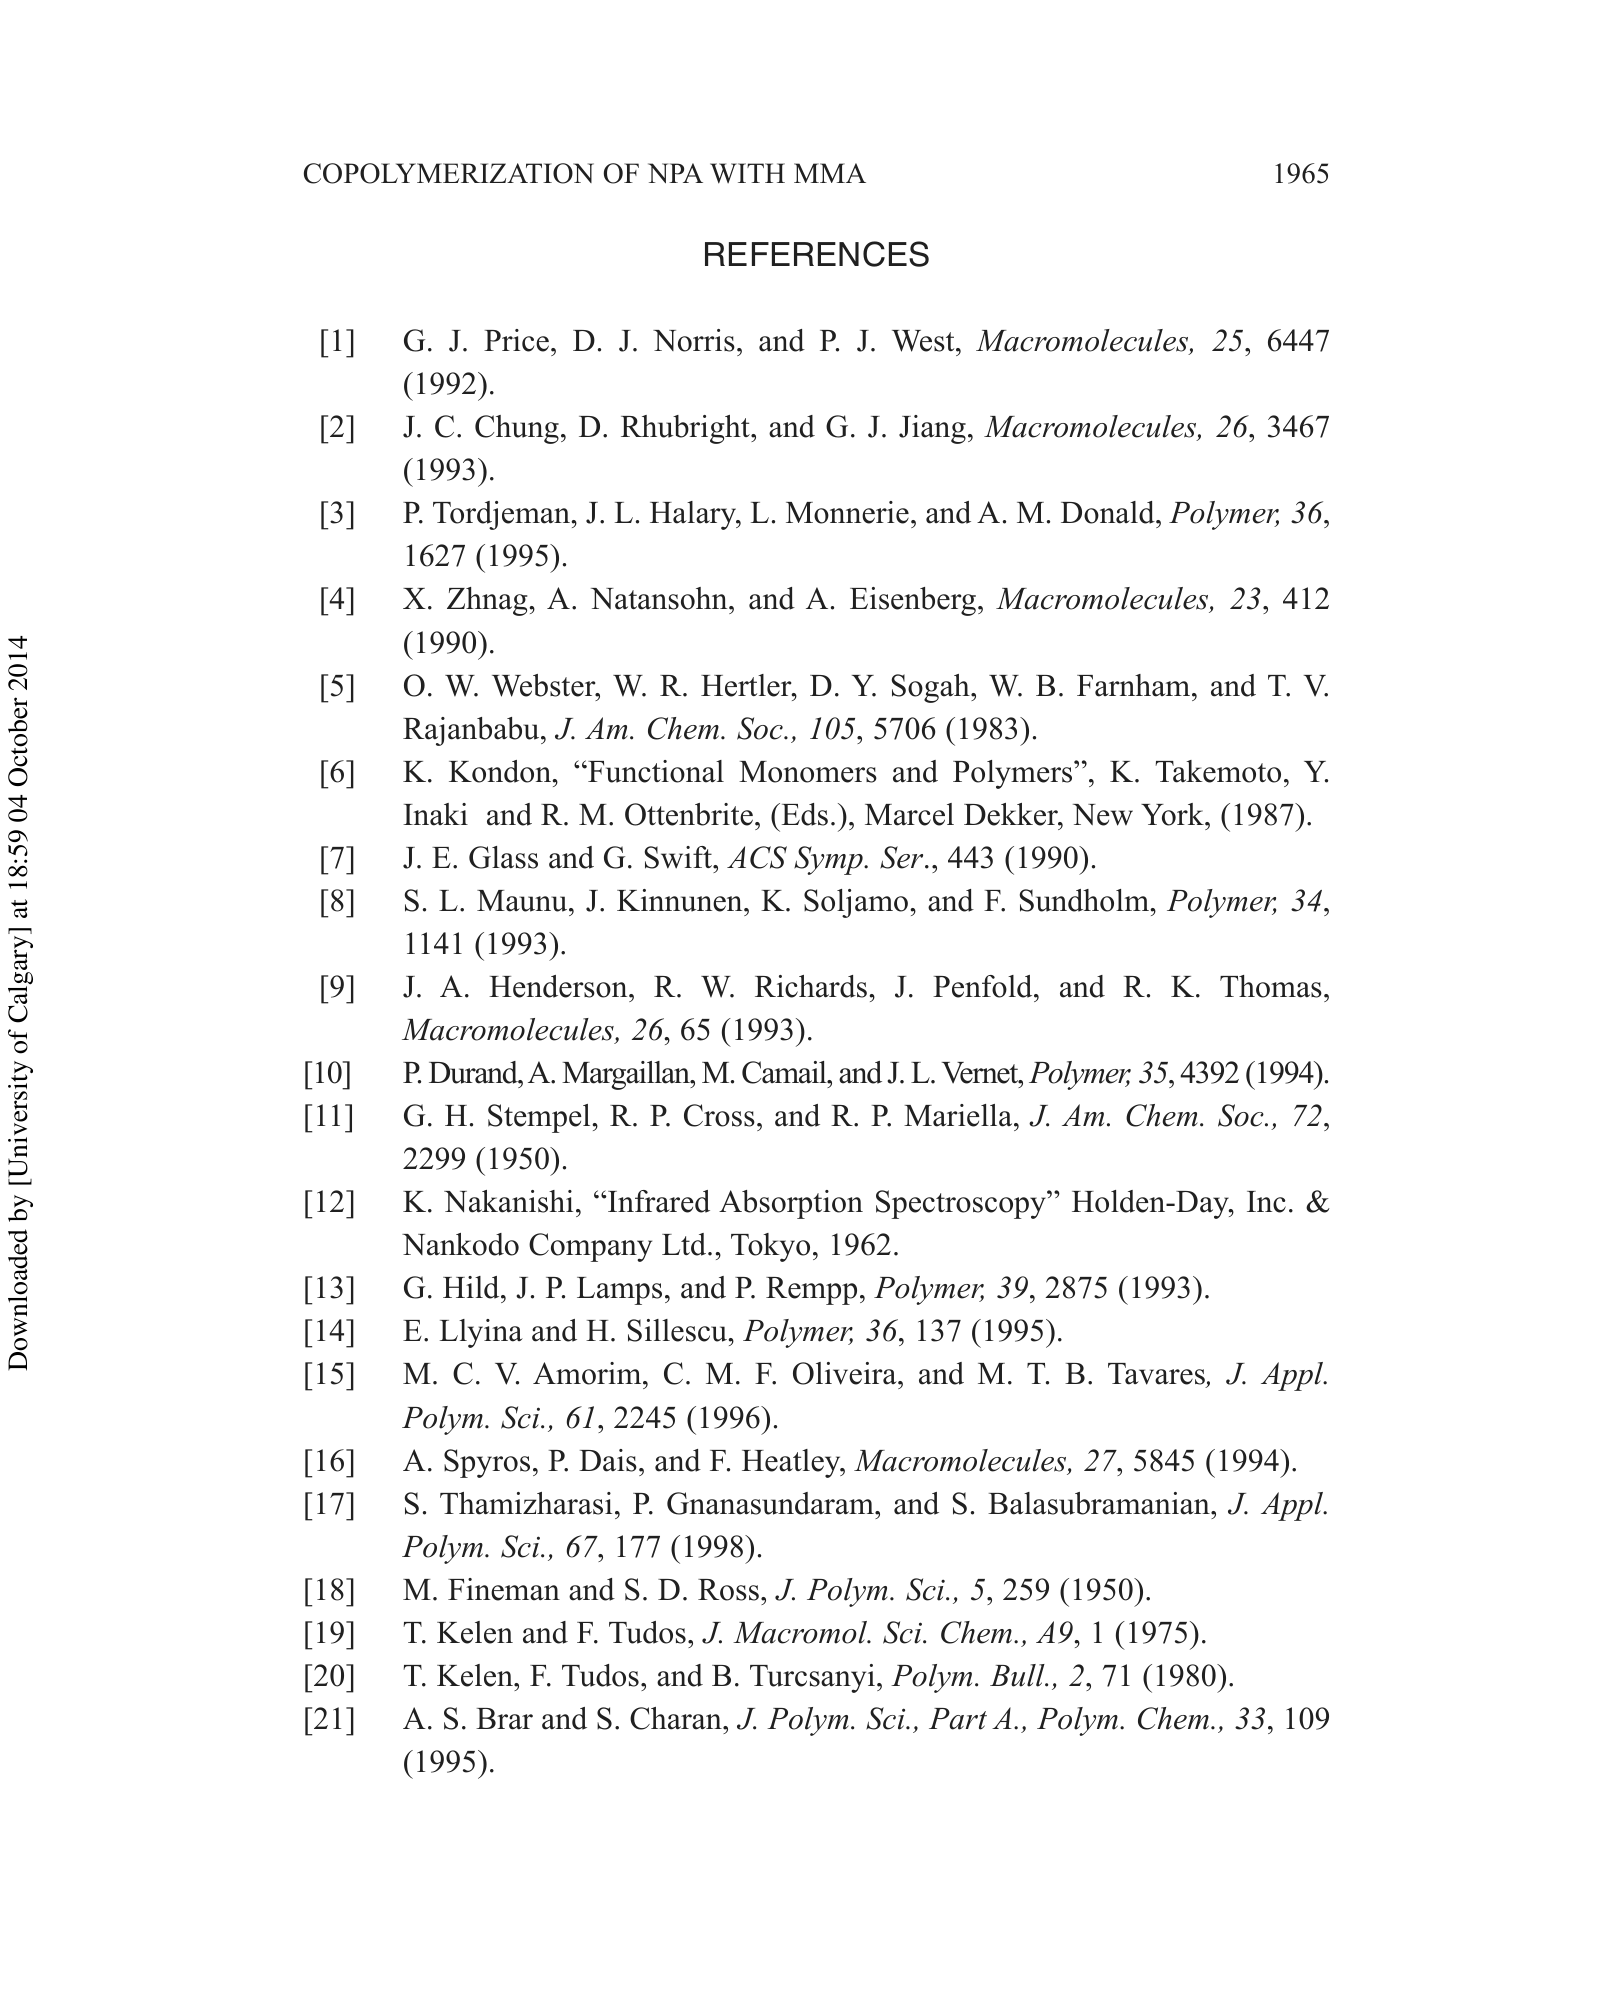 COPOLYMERIZATION OF NPA WITH MMA 1965
REFERENCES
[1] G. J. Price, D. J. Norris, and P. J. West, Macromolecules, 25, 6447
(1992).
[2] J. C. Chung, D. Rhubright, and G. J. Jiang, Macromolecules, 26, 3467
(1993).
[3] P. Tordjeman, J. L. Halary, L. Monnerie, and A. M. Donald, Polymer, 36,
1627 (1995).
[4] X. Zhnag, A. Natansohn, and A. Eisenberg, Macromolecules, 23, 412
(1990).
[5] O. W. Webster, W. R. Hertler, D. Y. Sogah, W. B. Farnham, and T. V.
Rajanbabu, J. Am. Chem. Soc., 105, 5706 (1983).
[6] K. Kondon, “Functional Monomers and Polymers”, K. Takemoto, Y.
Inaki and R. M. Ottenbrite, (Eds.), Marcel Dekker, New York, (1987).
[7] J. E. Glass and G. Swift, ACS Symp. Ser., 443 (1990).
[8] S. L. Maunu, J. Kinnunen, K. Soljamo, and F. Sundholm, Polymer, 34,
1141 (1993).
[9] J. A. Henderson, R. W. Richards, J. Penfold, and R. K. Thomas,
Macromolecules, 26, 65 (1993).
[10] P. Durand, A. Margaillan, M. Camail, and J. L. Vernet, Polymer, 35, 4392 (1994).
[11] G. H. Stempel, R. P. Cross, and R. P. Mariella, J. Am. Chem. Soc., 72,
2299 (1950).
[12] K. Nakanishi, “Infrared Absorption Spectroscopy” Holden-Day, Inc. &
Nankodo Company Ltd., Tokyo, 1962.
[13] G. Hild, J. P. Lamps, and P. Rempp, Polymer, 39, 2875 (1993).
[14] E. Llyina and H. Sillescu, Polymer, 36, 137 (1995).
[15] M. C. V. Amorim, C. M. F. Oliveira, and M. T. B. Tavares, J. Appl.
Polym. Sci., 61, 2245 (1996).
[16] A. Spyros, P. Dais, and F. Heatley, Macromolecules, 27, 5845 (1994).
[17] S. Thamizharasi, P. Gnanasundaram, and S. Balasubramanian, J. Appl.
Polym. Sci., 67, 177 (1998).
[18] M. Fineman and S. D. Ross, J. Polym. Sci., 5, 259 (1950).
[19] T. Kelen and F. Tudos, J. Macromol. Sci. Chem., A9, 1 (1975).
[20] T. Kelen, F. Tudos, and B. Turcsanyi, Polym. Bull., 2, 71 (1980).
[21] A. S. Brar and S. Charan, J. Polym. Sci., Part A., Polym. Chem., 33, 109
(1995).
Downloaded by [University of Calgary] at 18:59 04 October 2014